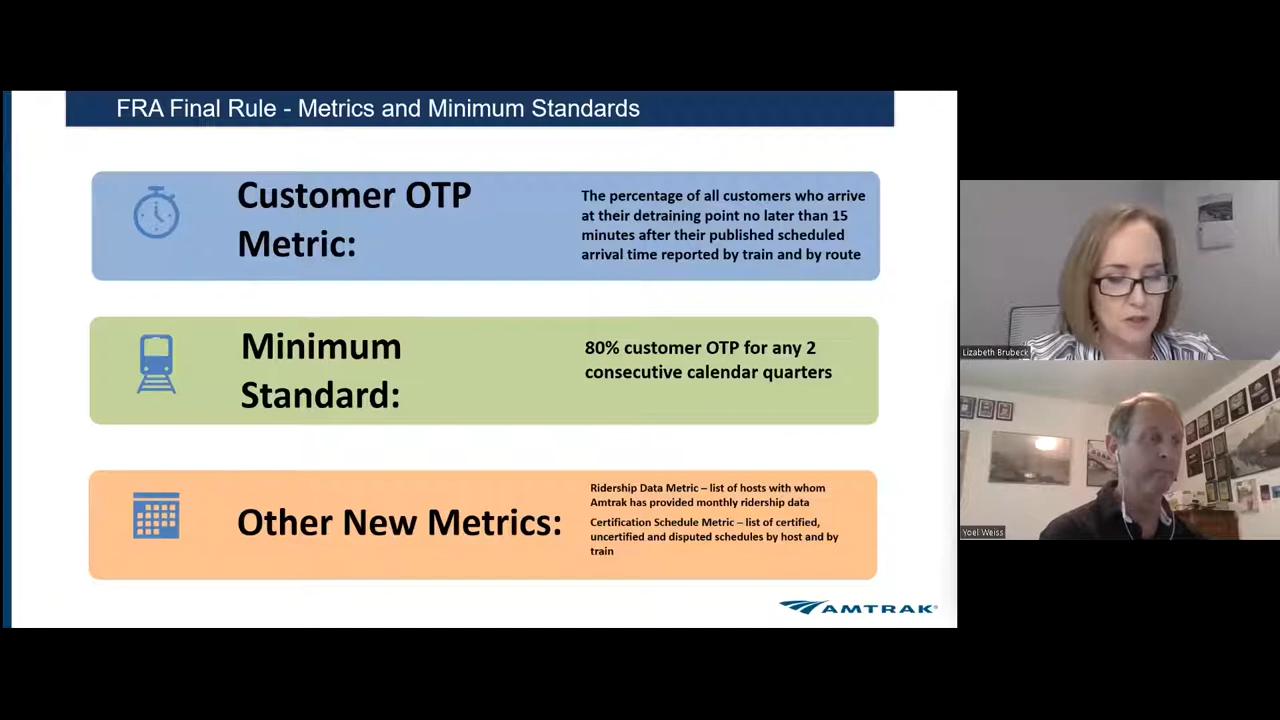 FRA Final Rule - Metrics and Minimum Standards
Customer OTP
Metric:
The percentage of all customers who arrive
at their detraining point no later than 15
minutes after their published scheduled
arrival time reported by train and by route
Minimum
Standard:
80% customer OTP for any 2
consecutive calendar quarters
Other New Metrics:
Ridership Data Metric – list of hosts with whom
Amtrak has provided monthly ridership data
Certification Schedule Metric – list of certified,
uncertified and disputed schedules by host and by
train
AMTRAK
Lizabeth Brubeck
Yoel Weiss